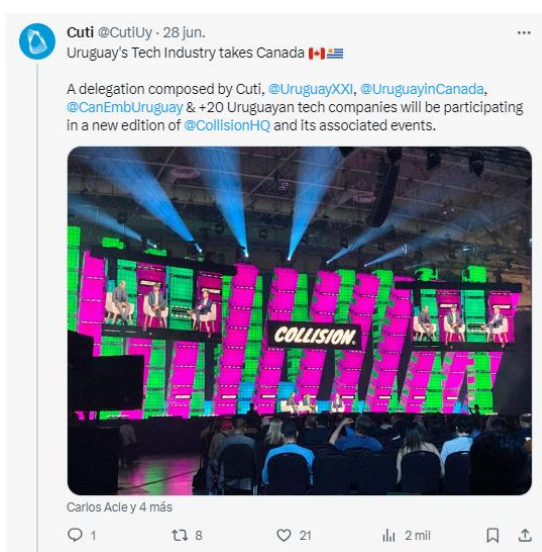 Cuti @CutiUy · 28 jun.
Uruguay's Tech Industry takes Canada 🇨🇦🇺🇾
A delegation composed by Cuti, @UruguayXXI, @UruguayinCanada,
@CanEmbUruguay & +20 Uruguayan tech companies will be participating
in a new edition of @CollisionHQ and its associated events.
COLLISION.
Carlos Acle y 4 más
1 8 21 2 mil